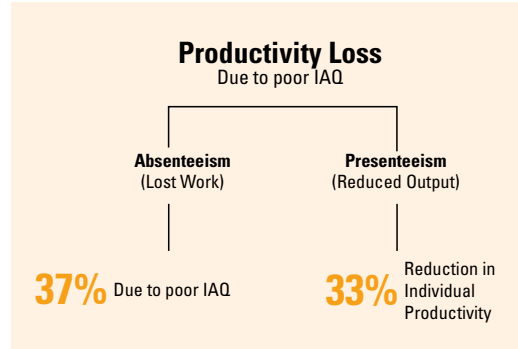 Productivity Loss
Due to poor IAQ
Absenteeism
(Lost Work)
Presenteeism
(Reduced Output)
37% Due to poor IAQ
33% Reduction in
Individual
Productivity